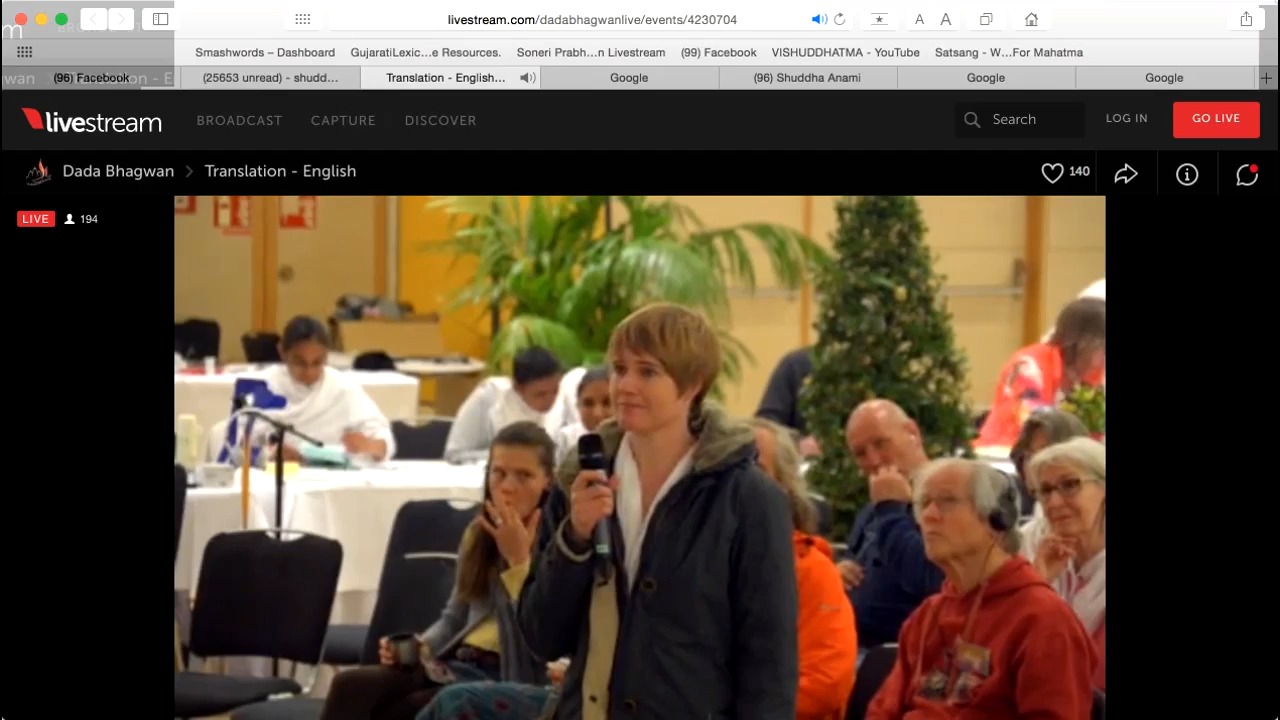 livestream.com/dadabhagwanlive/events/4230704
A A
Smashwords – Dashboard GujaratiLexic...e Resources. Soneri Prabh...n Livestream (99) Facebook VISHUDDHATMA - YouTube Satsang - W...For Mahatma
(96) Facebook (25653 unread) - shudd... Translation - English... Google (96) Shuddha Anami Google Google
livestream BROADCAST CAPTURE DISCOVER Search LOG IN GO LIVE
Dada Bhagwan Translation - English 140
LIVE 194